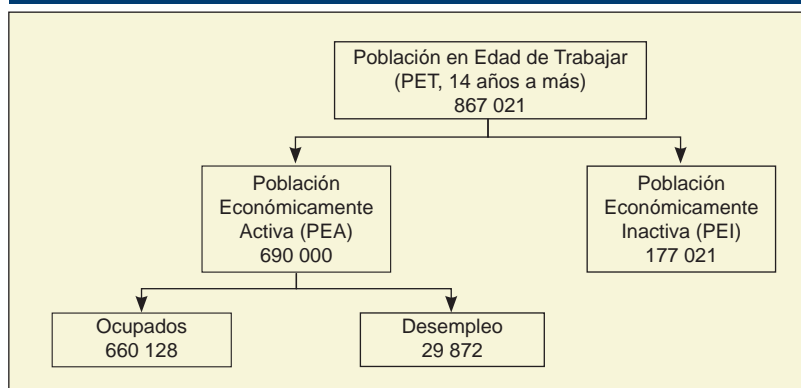 Población en Edad de Trabajar
(PET, 14 años a más)
867 021
Población
Económicamente
Activa (PEA)
690 000
Población
Económicamente
Inactiva (PEI)
177 021
Ocupados
660 128
Desempleo
29 872